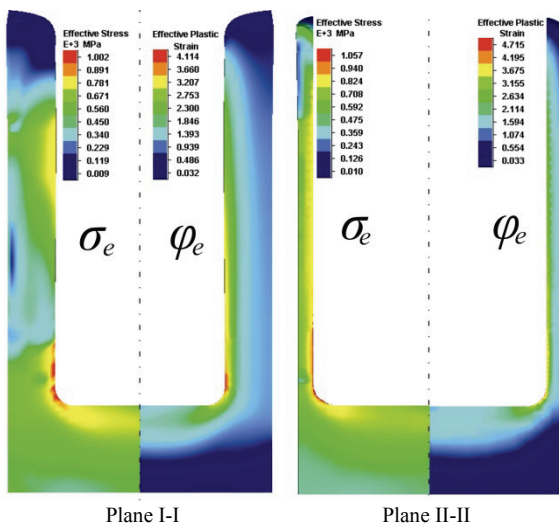 Effective Stress
E+3 MPa
1.002
0.891
0.781
0.671
0.560
0.450
0.340
0.229
0.119
0.009
Effective Plastic
Strain
4.114
3.660
3.207
2.753
2.300
1.846
1.393
0.939
0.486
0.032
σe
φe
Plane I-I
Effective Stress
E+3 MPa
1.057
0.940
0.824
0.708
0.592
0.475
0.359
0.243
0.126
0.010
Effective Plastic
Strain
4.715
4.195
3.675
3.155
2.634
2.114
1.594
1.074
0.554
0.033
σe
φe
Plane II-II